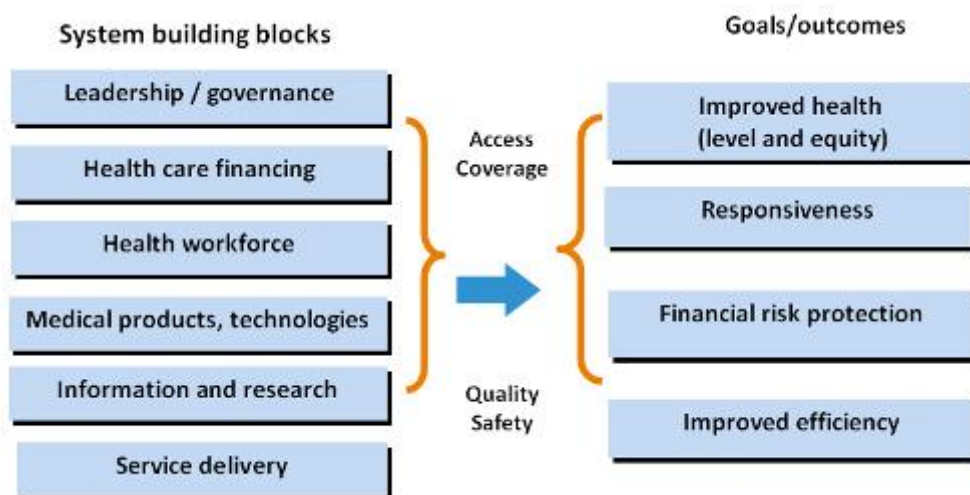 System building blocks
Leadership / governance
Health care financing
Health workforce
Medical products, technologies
Information and research
Service delivery
Access
Coverage
Quality
Safety
Goals/outcomes
Improved health
(level and equity)
Responsiveness
Financial risk protection
Improved efficiency